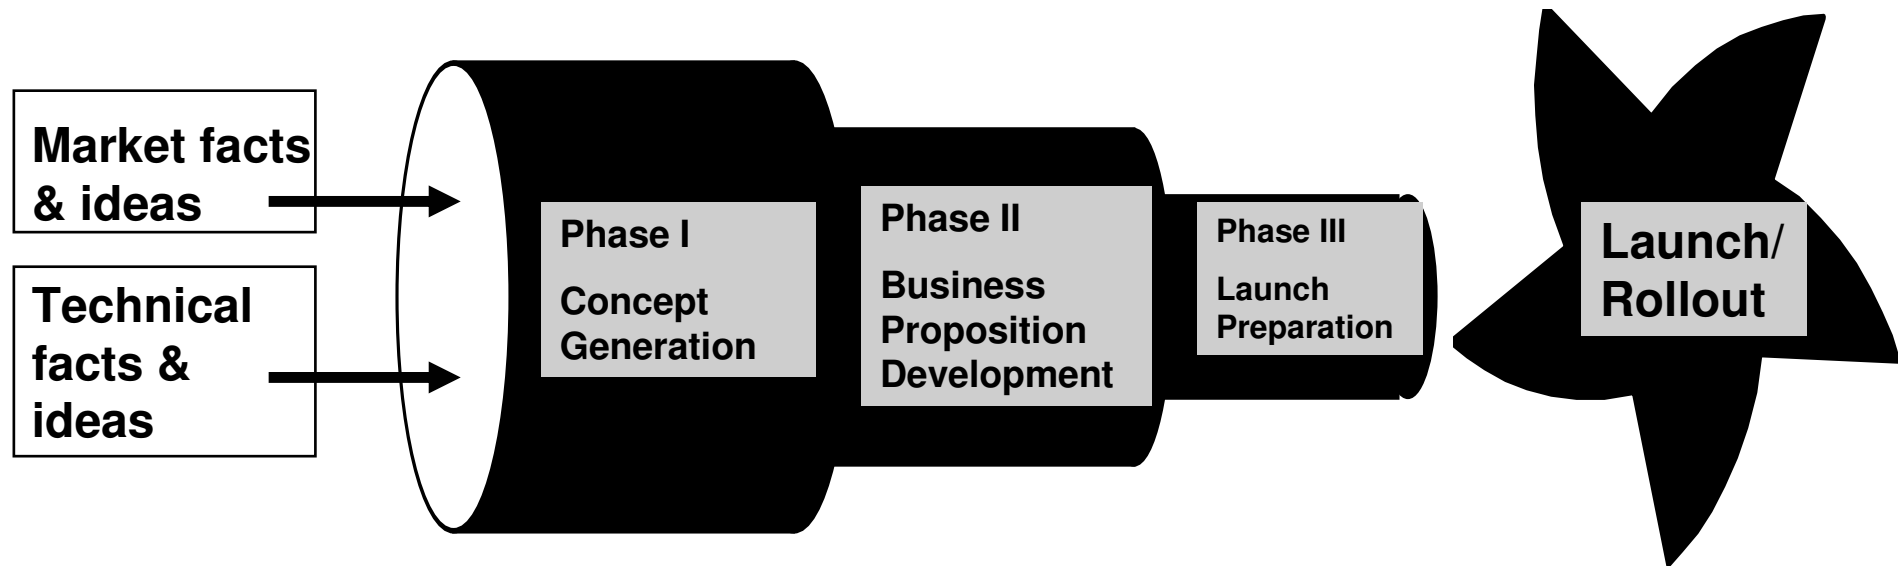 Market facts
& ideas
Technical
facts &
ideas
Phase I
Concept
Generation
Phase II
Business
Proposition
Development
Phase III
Launch
Preparation
Launch/
Rollout